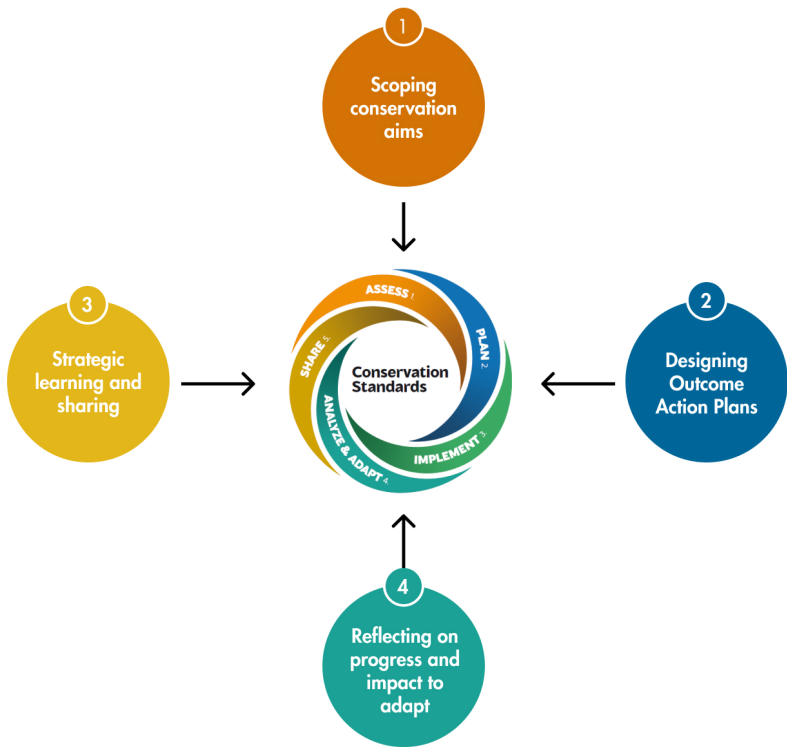 1
Scoping
conservation
aims
3
Strategic
learning and
sharing
ASSESS 1.
PLAN 2.
IMPLEMENT 3.
ANALYZE & ADAPT 4.
SHARE 5.
Conservation
Standards
2
Designing
Outcome
Action Plans
4
Reflecting on
progress and
impact to
adapt